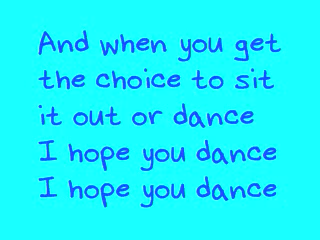 And when you get
the choice to sit
it out or dance
I hope you dance
I hope you dance